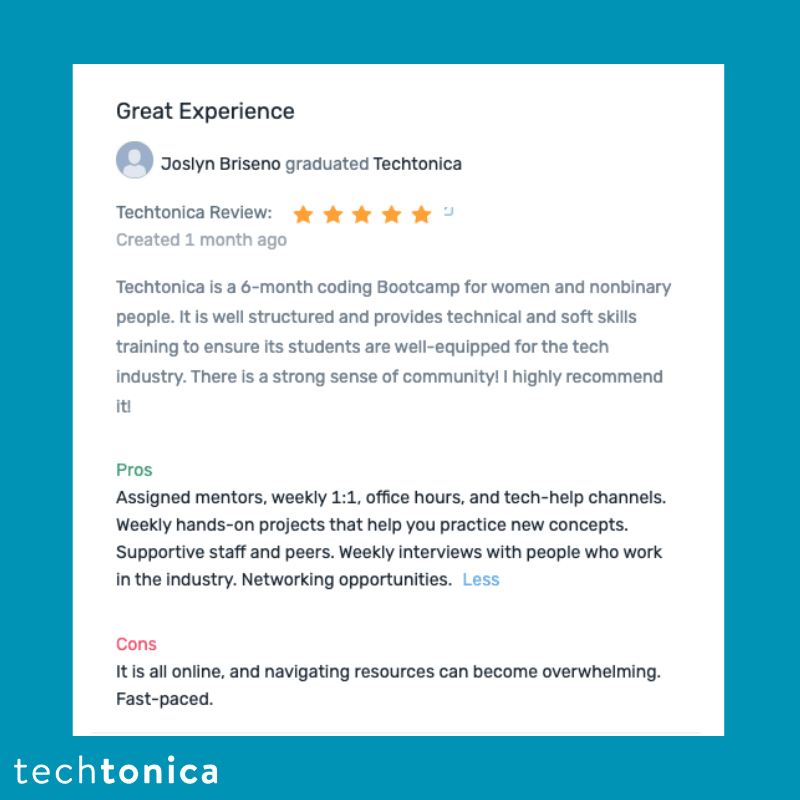 Great Experience
Joslyn Briseno graduated Techtonica
Techtonica Review:
Created 1 month ago
Techtonica is a 6-month coding Bootcamp for women and nonbinary
people. It is well structured and provides technical and soft skills
training to ensure its students are well-equipped for the tech
industry. There is a strong sense of community! I highly recommend
it!
Pros
Assigned mentors, weekly 1:1, office hours, and tech-help channels.
Weekly hands-on projects that help you practice new concepts.
Supportive staff and peers. Weekly interviews with people who work
in the industry. Networking opportunities. Less
Cons
It is all online, and navigating resources can become overwhelming.
Fast-paced.
techtonica